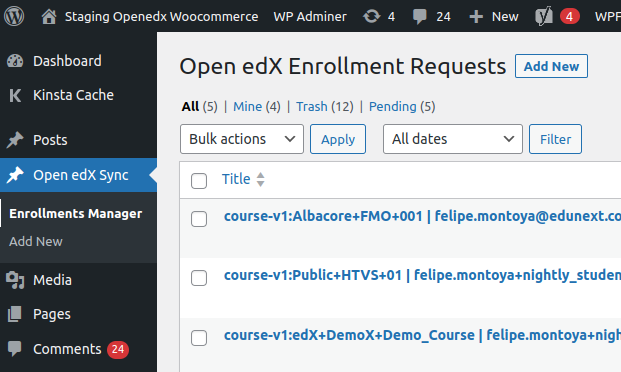 Staging Openedx Woocommerce WP Adminer 4 24 + New 4 WPF
Dashboard
Kinsta Cache
Posts
Open edX Sync
Enrollments Manager
Add New
Media
Pages
Comments 24
Open edX Enrollment Requests Add New
All (5) | Mine (4) | Trash (12) | Pending (5)
Bulk actions Apply All dates Filter
Title
course-v1:Albacore+FMO+001 | felipe.montoya@edunext.co
course-v1:Public+HTVS+01 | felipe.montoya+nightly_studen
course-v1:edX+DemoX+Demo_Course | felipe.montoya+nigh